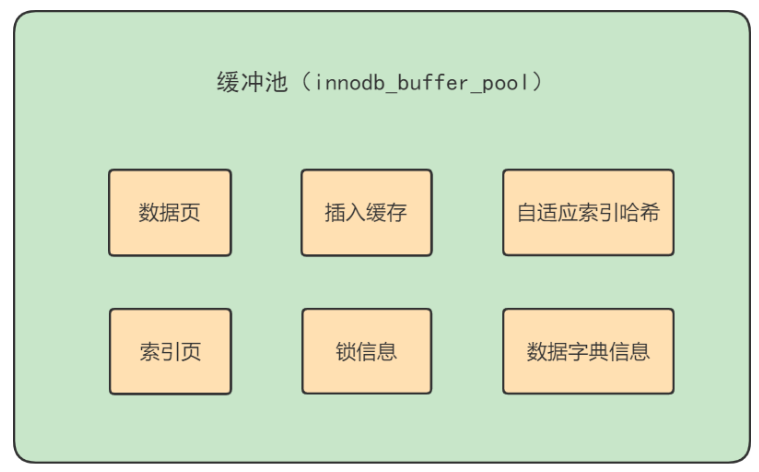 缓冲池（innodb_buffer_pool）
数据页
插入缓存
自适应索引哈希
索引页
锁信息
数据字典信息